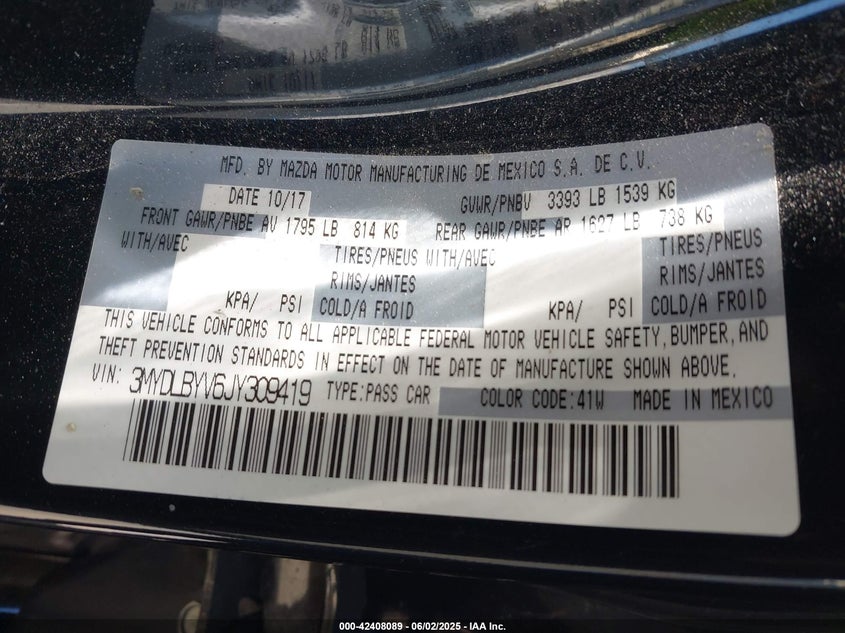 MFD. BY MAZDA MOTOR MANUFACTURING DE MEXICO S.A. DE C.V.
DATE 10/17 GVWR/PNBV 3393 LB 1539 KG
FRONT GAWR/PNBE AV 1795 LB 814 KG REAR GAWR/PNBE AR 1627 LB 738 KG
WITH/AVEC TIRES/PNEUS WITH/AVEC TIRES/PNEUS
RIMS/JANTES RIMS/JANTES
KPA/ PSI COLD/A FROID KPA/ PSI COLD/A FROID
THIS VEHICLE CONFORMS TO ALL APPLICABLE FEDERAL MOTOR VEHICLE SAFETY, BUMPER, AND
THEFT PREVENTION STANDARDS IN EFFECT ON THE DATE OF MANUFACTURE SHOWN ABOVE.
VIN: 3MYDLBYV6JY309419 TYPE:PASS CAR COLOR CODE:41W MADE IN MEXICO
000-42408089 - 06/02/2025 - IAA Inc.